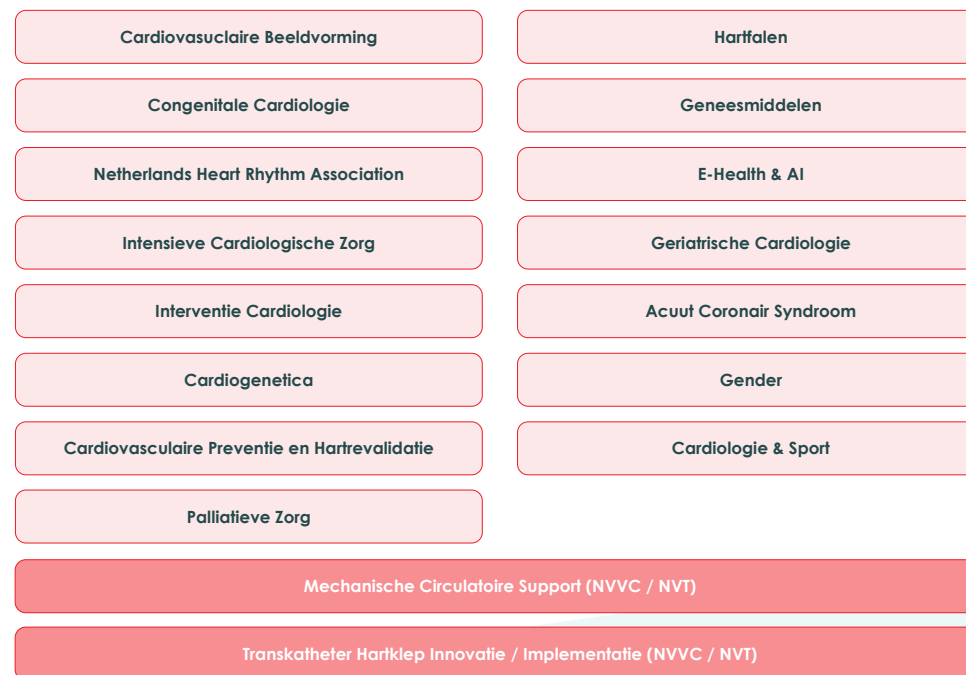 Cardiovasuclaire Beeldvorming
Hartfalen
Congenitale Cardiologie
Geneesmiddelen
Netherlands Heart Rhythm Association
E-Health & AI
Intensieve Cardiologische Zorg
Geriatrische Cardiologie
Interventie Cardiologie
Acuut Coronair Syndroom
Cardiogenetica
Gender
Cardiovasculaire Preventie en Hartrevalidatie
Cardiologie & Sport
Palliatieve Zorg
Mechanische Circulatoire Support (NVVC / NVT)
Transkatheter Hartklep Innovatie / Implementatie (NVVC / NVT)